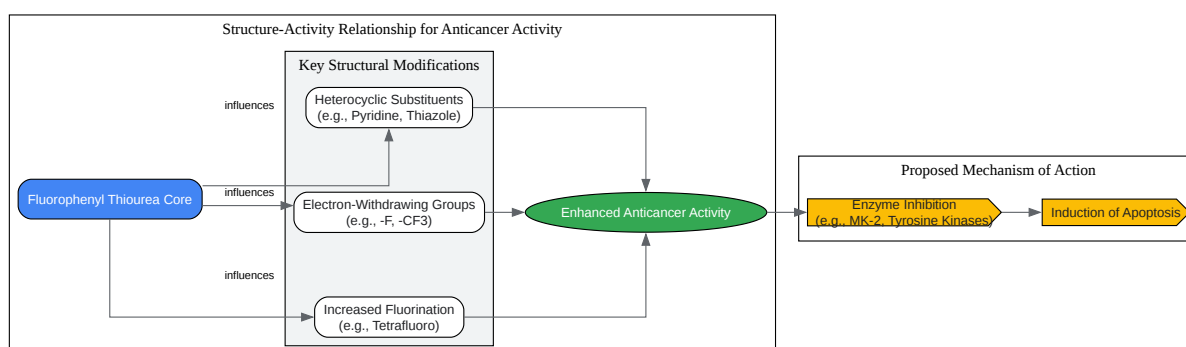 Structure-Activity Relationship for Anticancer Activity
Key Structural Modifications
influences
Heterocyclic Substituents
(e.g., Pyridine, Thiazole)
Fluorophenyl Thiourea Core
influences
Electron-Withdrawing Groups
(e.g., -F, -CF3)
Enhanced Anticancer Activity
influences
Increased Fluorination
(e.g., Tetrafluoro)
Proposed Mechanism of Action
Enzyme Inhibition
(e.g., MK-2, Tyrosine Kinases)
Induction of Apoptosis